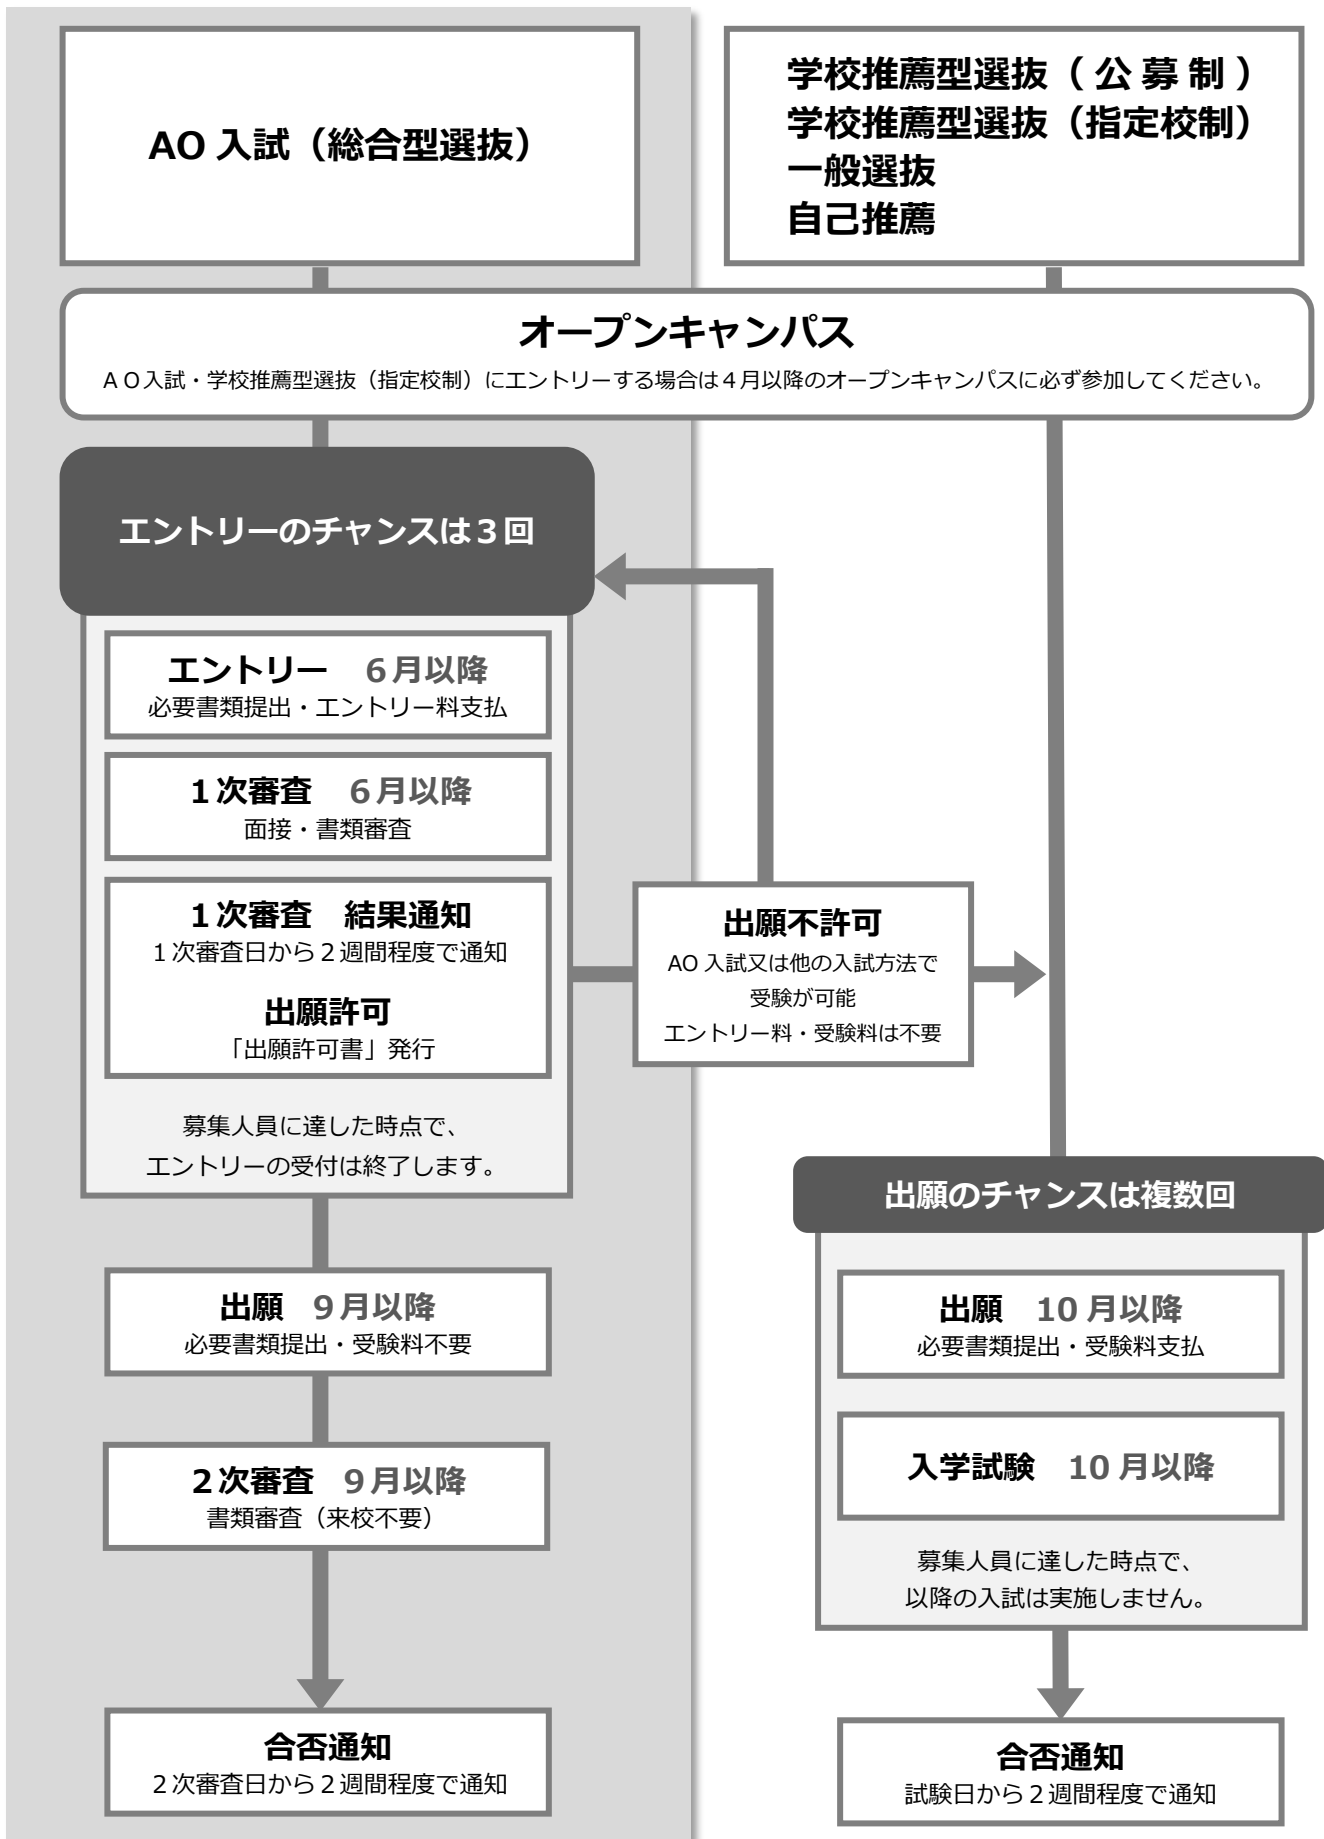 AO 入試（総合型選抜）
学校推薦型選抜（ 公 募 制 ）
学校推薦型選抜（指定校制）
一般選抜
自己推薦
オープンキャンパス
ＡＯ入試・学校推薦型選抜（指定校制）にエントリーする場合は４月以降のオープンキャンパスに必ず参加してください。
エントリーのチャンスは３回
エントリー　６月以降
必要書類提出・エントリー料支払
１次審査　６月以降
面接・書類審査
１次審査　結果通知
１次審査日から２週間程度で通知
出願許可
「出願許可書」発行
募集人員に達した時点で、
エントリーの受付は終了します。
出願不許可
AO 入試又は他の入試方法で
受験が可能
エントリー料・受験料は不要
出願　９月以降
必要書類提出・受験料不要
２次審査　９月以降
書類審査（来校不要）
合否通知
２次審査日から２週間程度で通知
出願のチャンスは複数回
出願　10 月以降
必要書類提出・受験料支払
入学試験　10 月以降
募集人員に達した時点で、
以降の入試は実施しません。
合否通知
試験日から２週間程度で通知